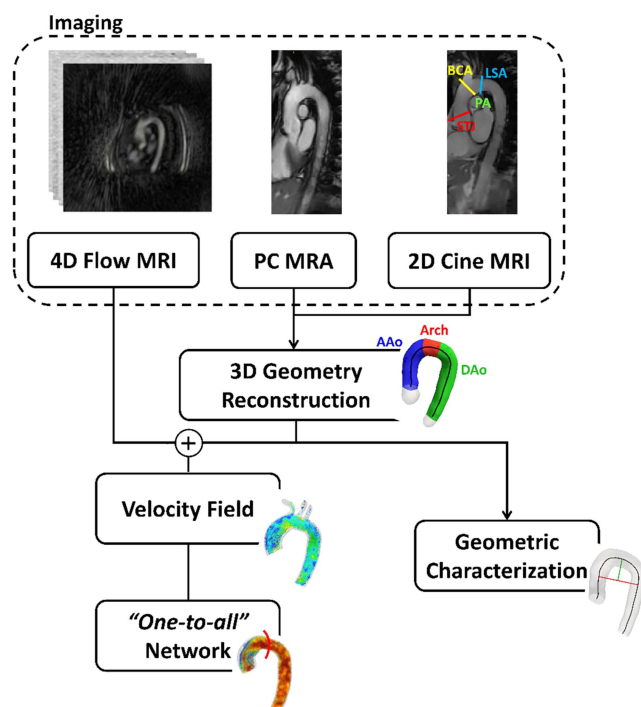 Imaging
BCA
LSA
PA
STJ
4D Flow MRI
PC MRA
2D Cine MRI
AAo
Arch
DAo
3D Geometry
Reconstruction
+
Velocity Field
Geometric
Characterization
“One-to-all”
Network